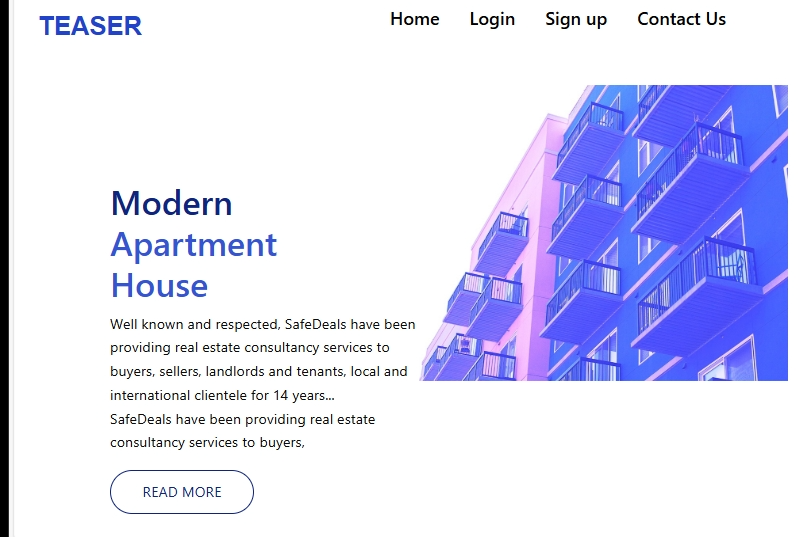 TEASER
Home Login Sign up Contact Us
Modern
Apartment
House
Well known and respected, SafeDeals have been
providing real estate consultancy services to
buyers, sellers, landlords and tenants, local and
international clientele for 14 years...
SafeDeals have been providing real estate
consultancy services to buyers,
READ MORE